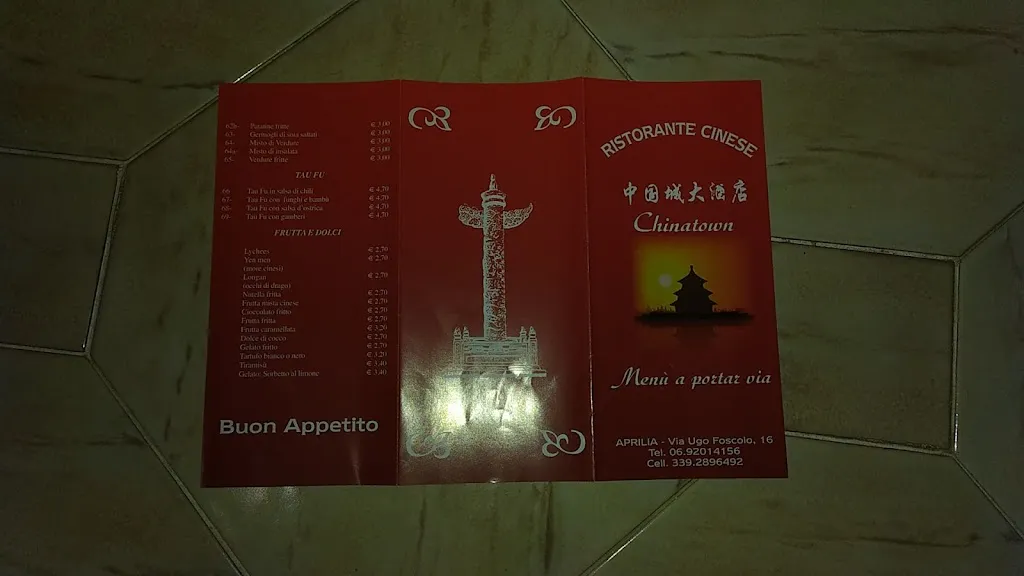 62b- Patatine fritte € 3,00
63- Germogli di soia saltati € 3,00
64- Misto di Verdure € 3,00
64a- Misto di insalata € 3,00
65- Verdure fritte € 3,00
TAU FU
66 Tau Fu in salsa di chili € 4,70
67- Tau Fu con funghi e bambù € 4,70
68- Tau Fu con salsa d'ostrica € 4,70
69- Tau Fu con gamberi € 4,70
FRUTTA E DOLCI
Lychees € 2,70
Yen mou € 2,70
(more cinesi)
Longan € 2,70
(occhi di drago)
Nutella fritta € 2,70
Frutta mista cinese € 2,70
Cioccolato fritto € 2,70
Frutta fritta € 2,70
Frutta caramellata € 3,20
Dolce di cocco € 2,70
Gelato fritto € 2,70
Tartufo bianco o nero € 3,20
Tiramisù € 3,40
Gelato, Sorbetto al limone € 3,40
Buon Appetito
RISTORANTE CINESE
中国城大酒店
Chinatown
Menù a portar via
APRILIA - Via Ugo Foscolo, 16
Tel. 06.92014156
Cell. 339.2896492